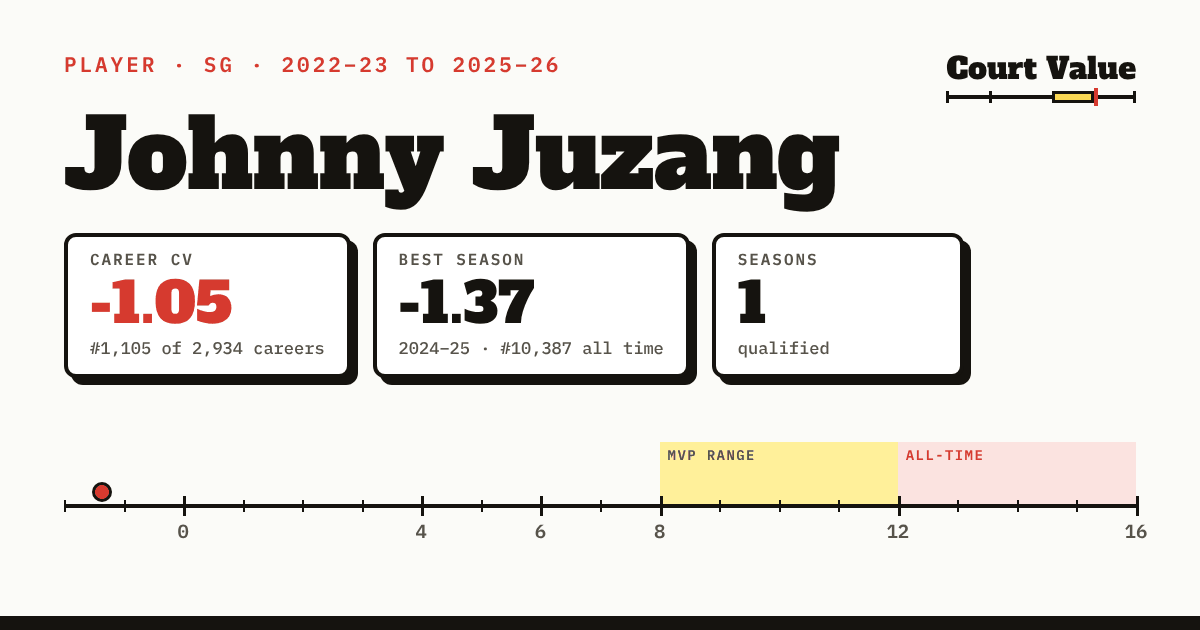 PLAYER · SG · 2022–23 TO 2025–26
Court Value
Johnny Juzang
CAREER CV
-1.05
#1,105 of 2,934 careers
BEST SEASON
-1.37
2024–25 · #10,387 all time
SEASONS
1
qualified
MVP RANGE
ALL-TIME
0 4 6 8 12 16